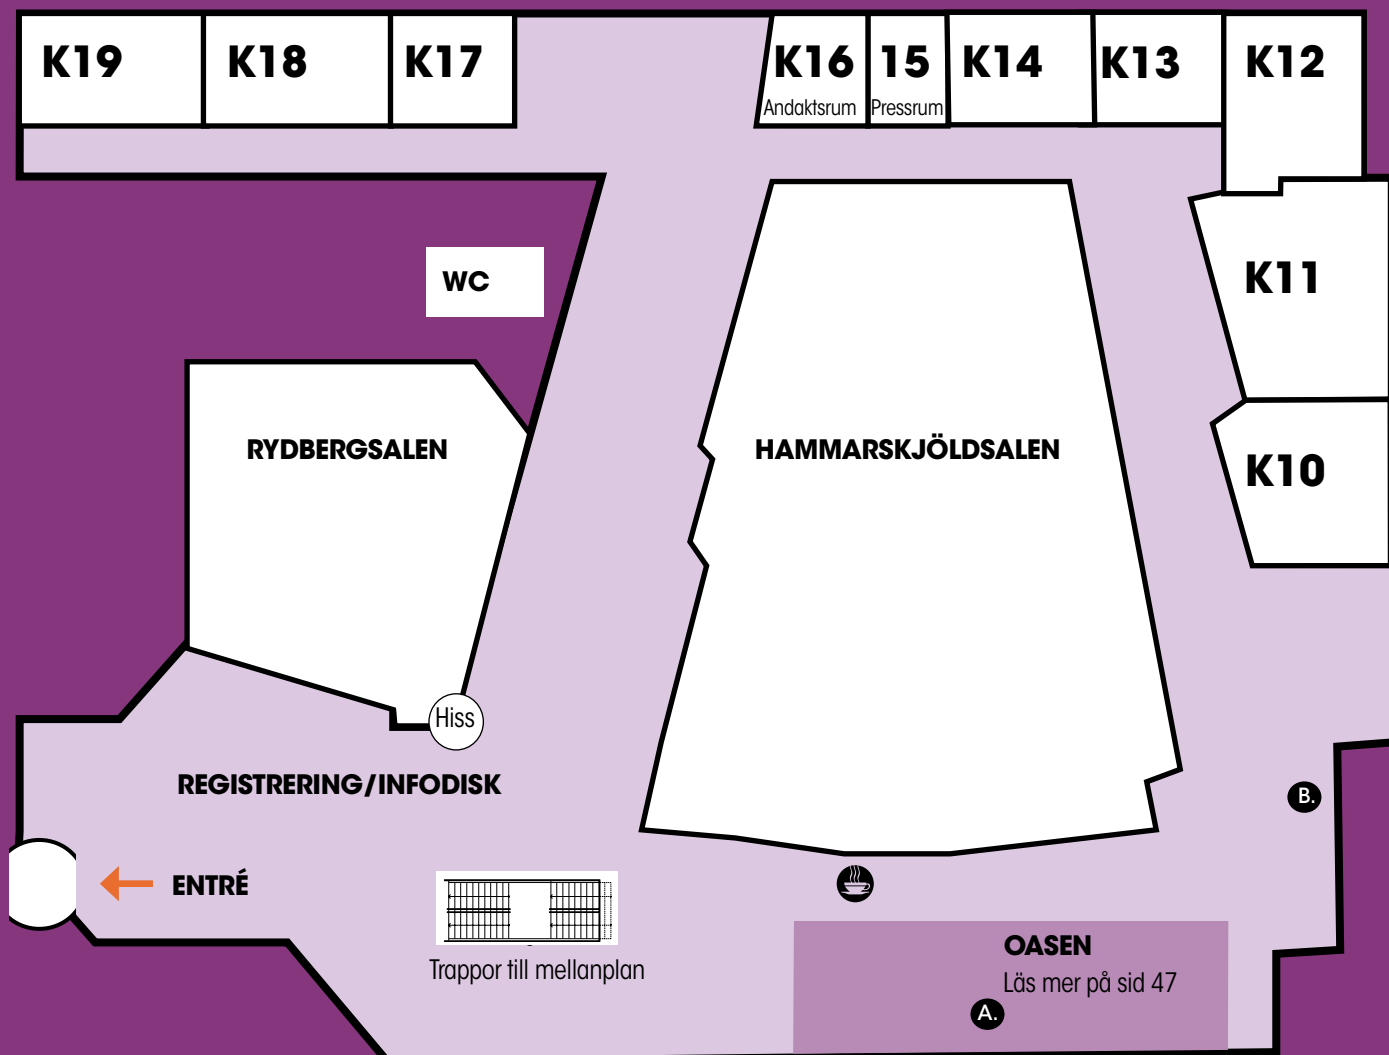 K19
K18
K17
K16
Andaktsrum
15
Pressrum
K14
K13
K12
WC
K11
RYDBERGSALEN
HAMMARSKJÖLDSALEN
K10
Hiss
REGISTRERING/INFODISK
B.
ENTRÉ
OASEN
Läs mer på sid 47
Trappor till mellanplan
A.